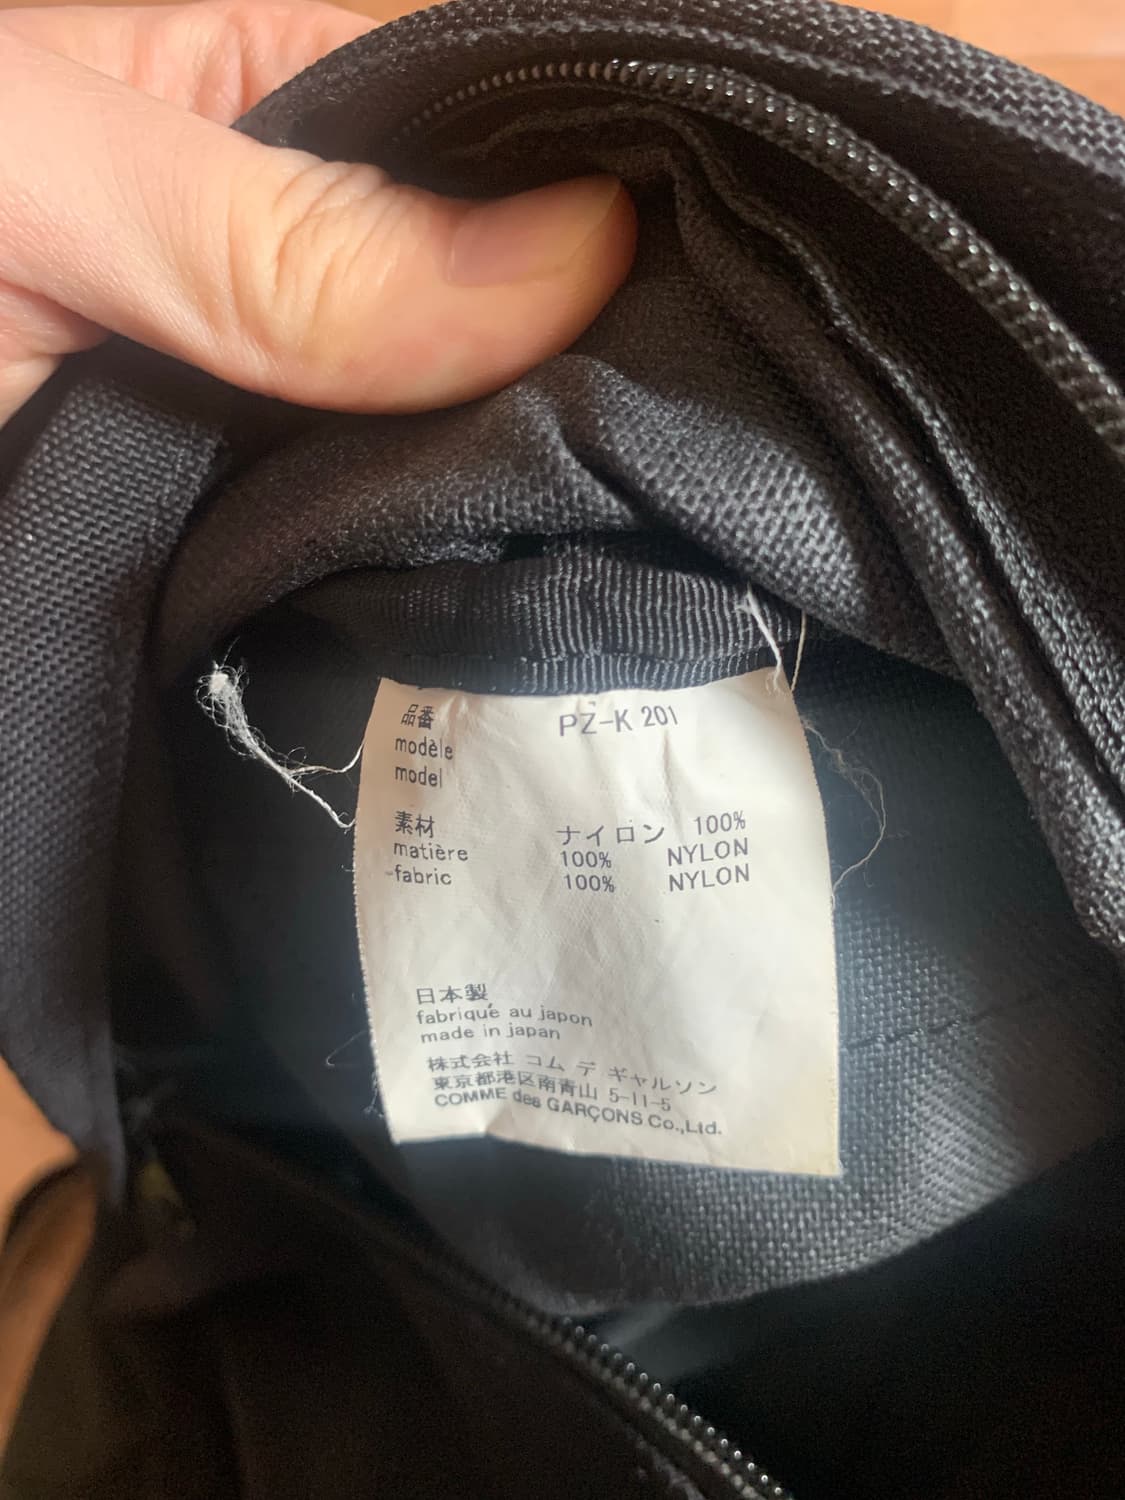 品番 PZ-K 201
modèle
model
素材 ナイロン 100%
matière 100% NYLON
fabric 100% NYLON
日本製
fabriqué au japon
made in japan
株式会社 コム デ ギャルソン
東京都港区南青山 5-11-5
COMME des GARÇONS Co.,Ltd.